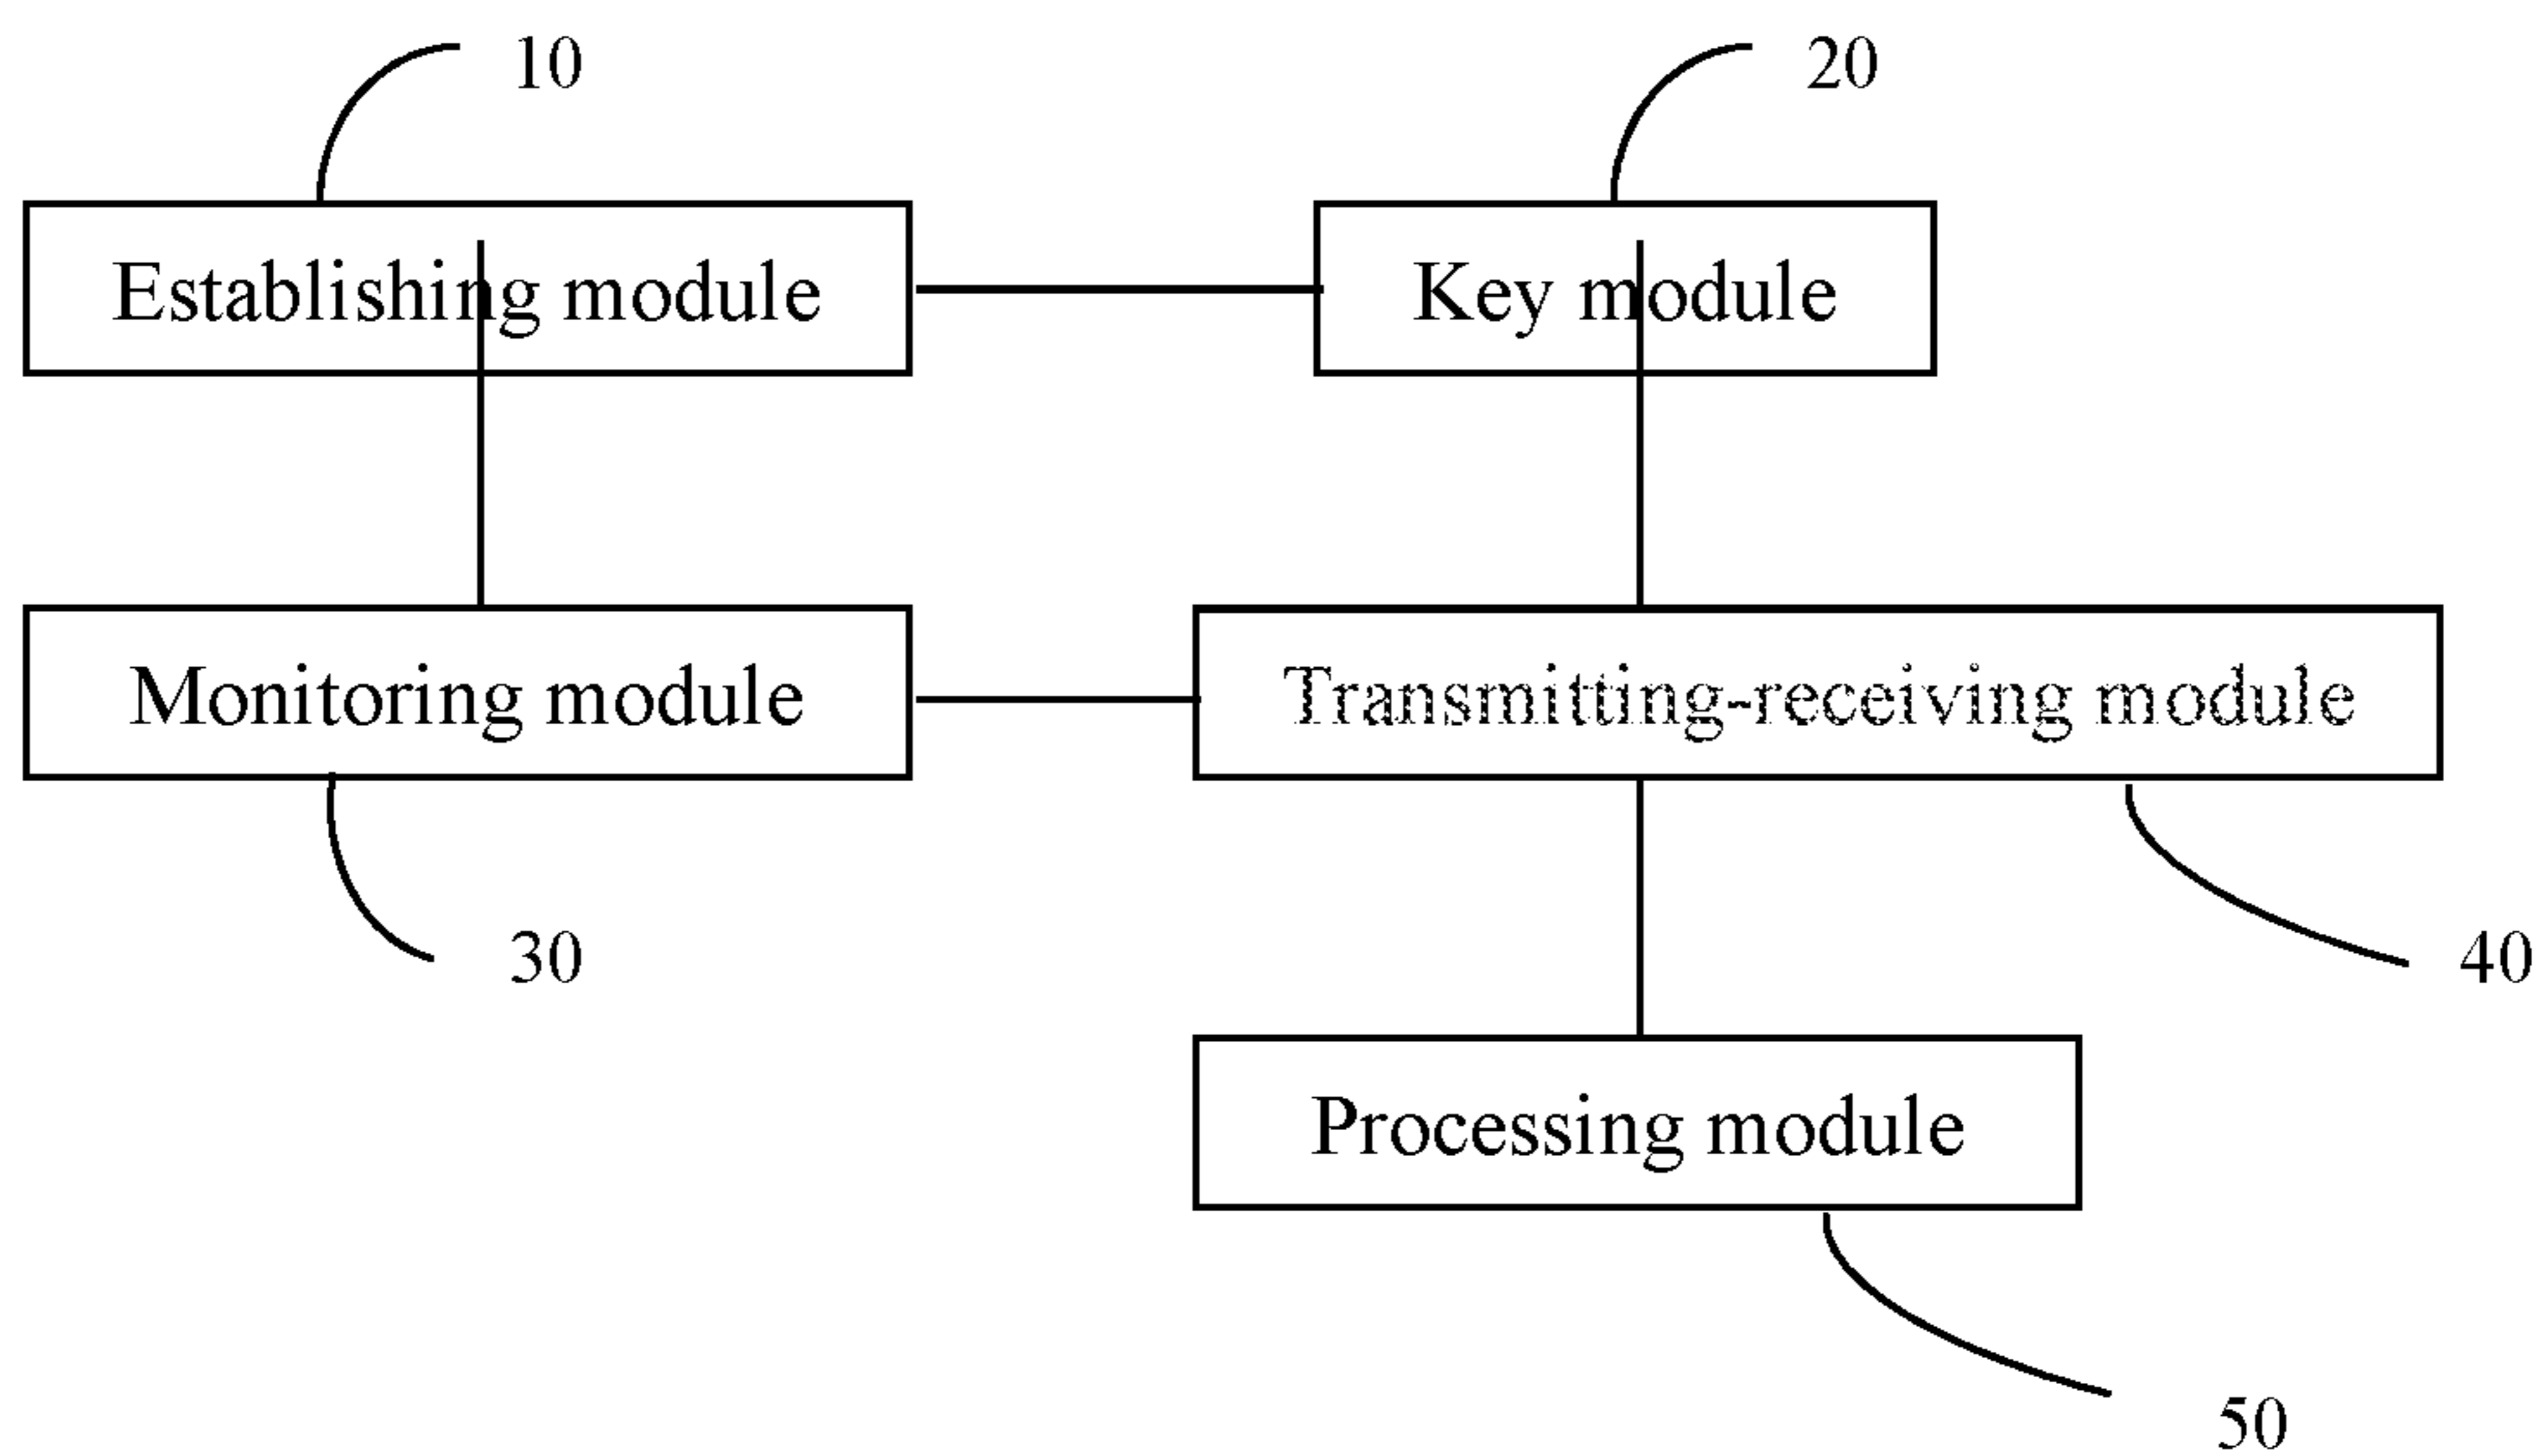 10
20
Establishing module
Key module
Monitoring module
Transmitting-receiving module
30
40
Processing module
50